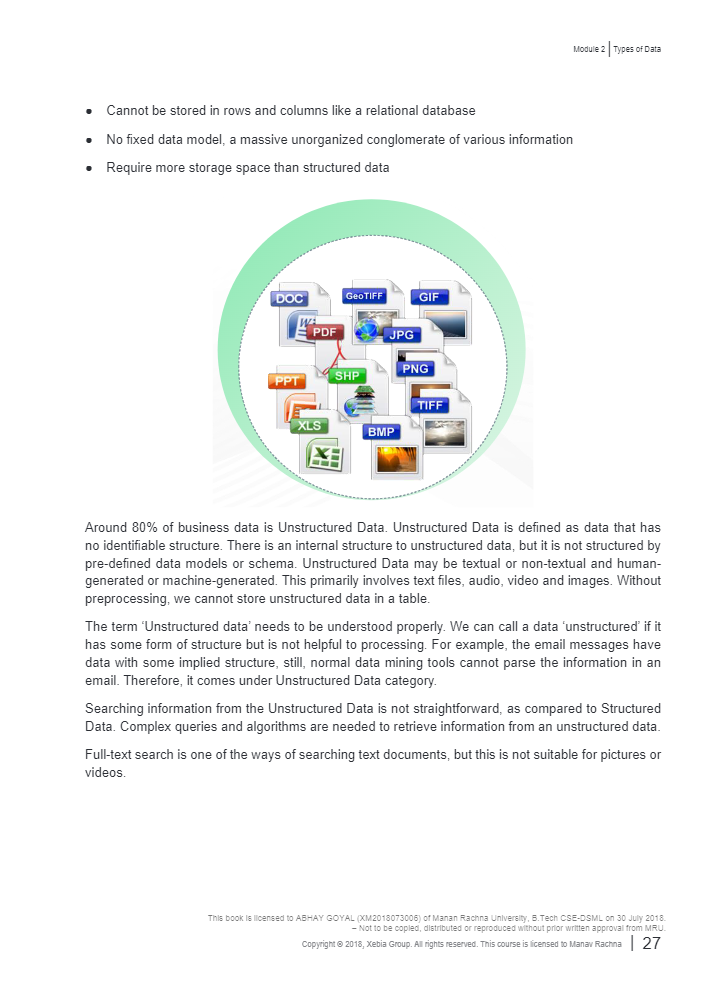 Module 2 | Types of Data
● Cannot be stored in rows and columns like a relational database
● No fixed data model, a massive unorganized conglomerate of various information
● Require more storage space than structured data
DOC
GeoTIFF
GIF
PDF
JPG
PPT
SHP
PNG
TIFF
XLS
BMP
Around 80% of business data is Unstructured Data. Unstructured Data is defined as data that has
no identifiable structure. There is an internal structure to unstructured data, but it is not structured by
pre-defined data models or schema. Unstructured Data may be textual or non-textual and human-
generated or machine-generated. This primarily involves text files, audio, video and images. Without
preprocessing, we cannot store unstructured data in a table.
The term ‘Unstructured data’ needs to be understood properly. We can call a data ‘unstructured’ if it
has some form of structure but is not helpful to processing. For example, the email messages have
data with some implied structure, still, normal data mining tools cannot parse the information in an
email. Therefore, it comes under Unstructured Data category.
Searching information from the Unstructured Data is not straightforward, as compared to Structured
Data. Complex queries and algorithms are needed to retrieve information from an unstructured data.
Full-text search is one of the ways of searching text documents, but this is not suitable for pictures or
videos.
This book is licensed to ABHAY GOYAL (XM2018073006) of Manan Rachna University, B.Tech CSE-DSML on 30 July 2018.
– Not to be copied, distributed or reproduced without prior written approval from MRU.
Copyright © 2018, Xebia Group. All rights reserved. This course is licensed to Manav Rachna | 27